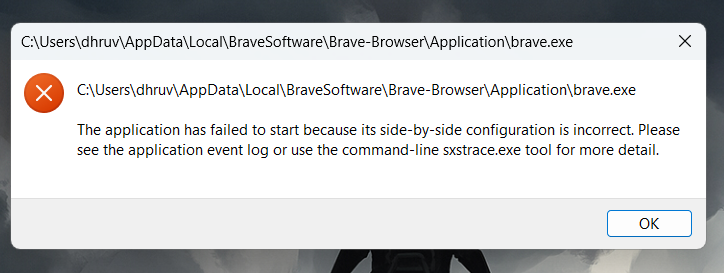 C:\Users\dhruv\AppData\Local\BraveSoftware\Brave-Browser\Application\brave.exe
C:\Users\dhruv\AppData\Local\BraveSoftware\Brave-Browser\Application\brave.exe
The application has failed to start because its side-by-side configuration is incorrect. Please
see the application event log or use the command-line sxstrace.exe tool for more detail.
OK